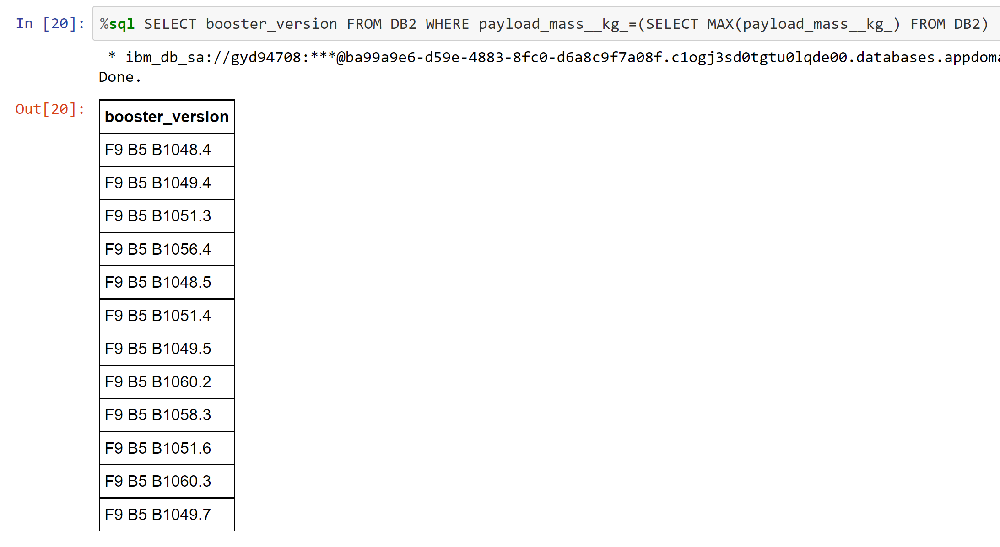 In [20]: %sql SELECT booster_version FROM DB2 WHERE payload_mass__kg_=(SELECT MAX(payload_mass__kg_) FROM DB2)
* ibm_db_sa://gyd94708:***@ba99a9e6-d59e-4883-8fc0-d6a8c9f7a08f.c1ogj3sd0tgtu0lqde00.databases.appdoma
Done.
Out[20]:
booster_version
F9 B5 B1048.4
F9 B5 B1049.4
F9 B5 B1051.3
F9 B5 B1056.4
F9 B5 B1048.5
F9 B5 B1051.4
F9 B5 B1049.5
F9 B5 B1060.2
F9 B5 B1058.3
F9 B5 B1051.6
F9 B5 B1060.3
F9 B5 B1049.7